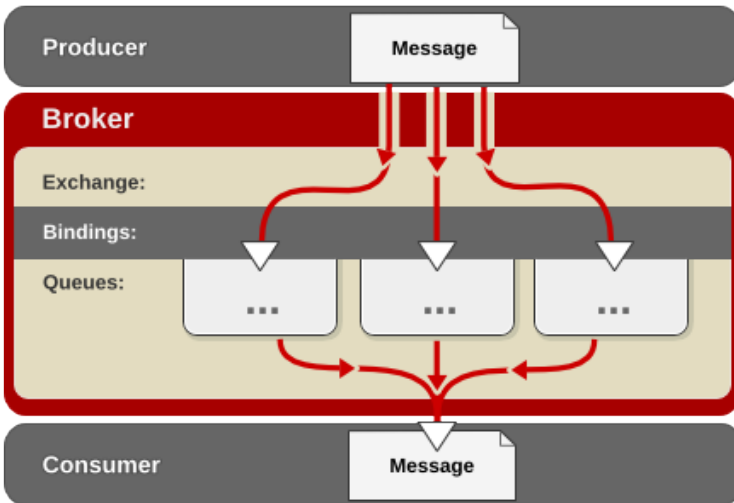 Producer
Message
Broker
Exchange:
Bindings:
Queues:
... ... ...
Consumer
Message